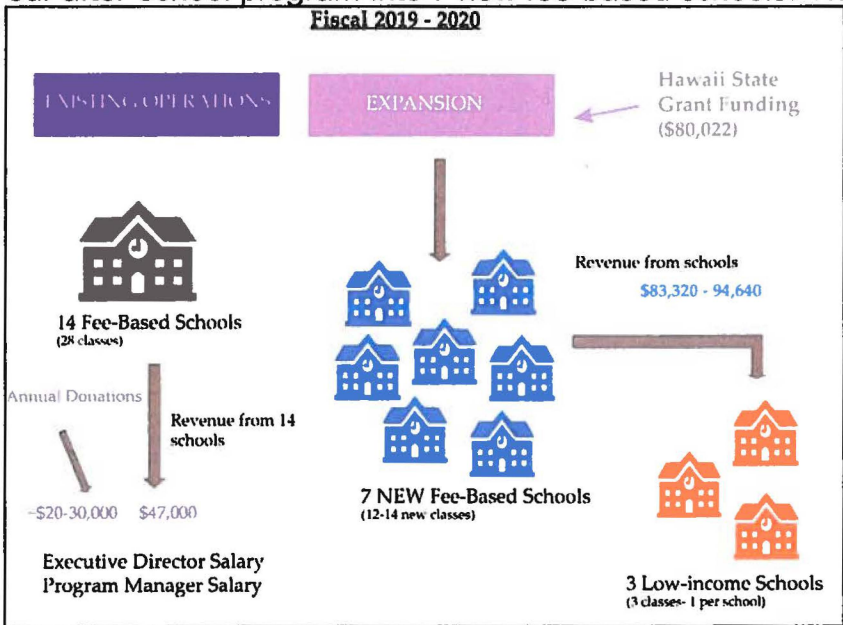 Fiscal 2019 - 2020
EXISTING OPERATIONS
EXPANSION
Hawaii State
Grant Funding
($80,022)
Revenue from schools
$83,320 - 94,640
14 Fee-Based Schools
(28 classes)
Annual Donations
Revenue from 14
schools
~$20-30,000
$47,000
7 NEW Fee-Based Schools
(12-14 new classes)
Executive Director Salary
Program Manager Salary
3 Low-income Schools
(3 classes- 1 per school)